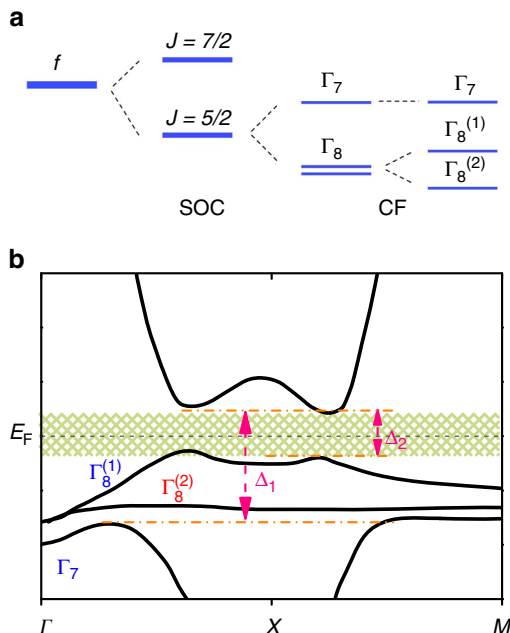 a
f
J = 7/2
J = 5/2
Γ7
Γ8
Γ7
Γ8(1)
Γ8(2)
SOC
CF
b
EF
Γ8(1)
Γ8(2)
Δ1
Δ2
Γ7
Γ
X
M